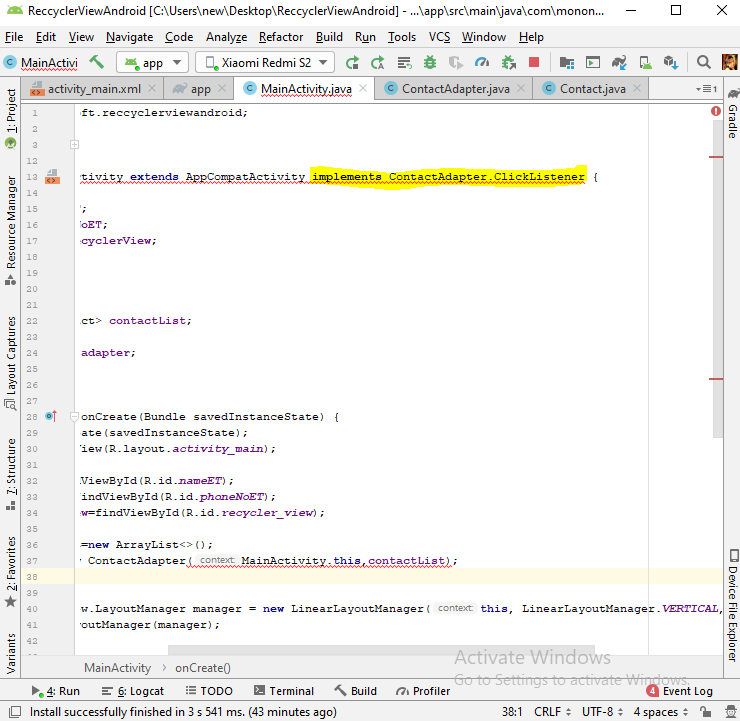 ReccyclerViewAndroid [C:\Users\new\Desktop\ReccyclerViewAndroid] - ...\app\src\main\java\com\monon...
File Edit View Navigate Code Analyze Refactor Build Run Tools VCS Window Help
MainActivi app Xiaomi Redmi S2
activity_main.xml app MainActivity.java ContactAdapter.java Contact.java 1
1: Project
Resource Manager
Layout Captures
Z: Structure
2: Favorites
Variants
1 ft.reccyclerviewandroid;
2
3
12
13 ctivity extends AppCompatActivity implements ContactAdapter.ClickListener {
14
15 ;
16 oET;
17 cyclerView;
18
19
20
21
22 ct> contactList;
23
24 adapter;
25
26
27
28 onCreate(Bundle savedInstanceState) {
29 ate(savedInstanceState);
30 iew(R.layout.activity_main);
31
32 ViewById(R.id.nameET);
33 findViewById(R.id.phoneNoET);
34 w=findViewById(R.id.recycler_view);
35
36 =new ArrayList<>();
37 ContactAdapter( context: MainActivity.this,contactList);
38
39
40 w.LayoutManager manager = new LinearLayoutManager( context: this, LinearLayoutManager.VERTICAL,
41 outManager(manager);
42
Gradle
Device File Explorer
Activate Windows
Go to Settings to activate Windows.
MainActivity > onCreate()
4: Run 6: Logcat TODO Terminal Build Profiler 4 Event Log
Install successfully finished in 3 s 541 ms. (43 minutes ago) 38:1 CRLF UTF-8 4 spaces